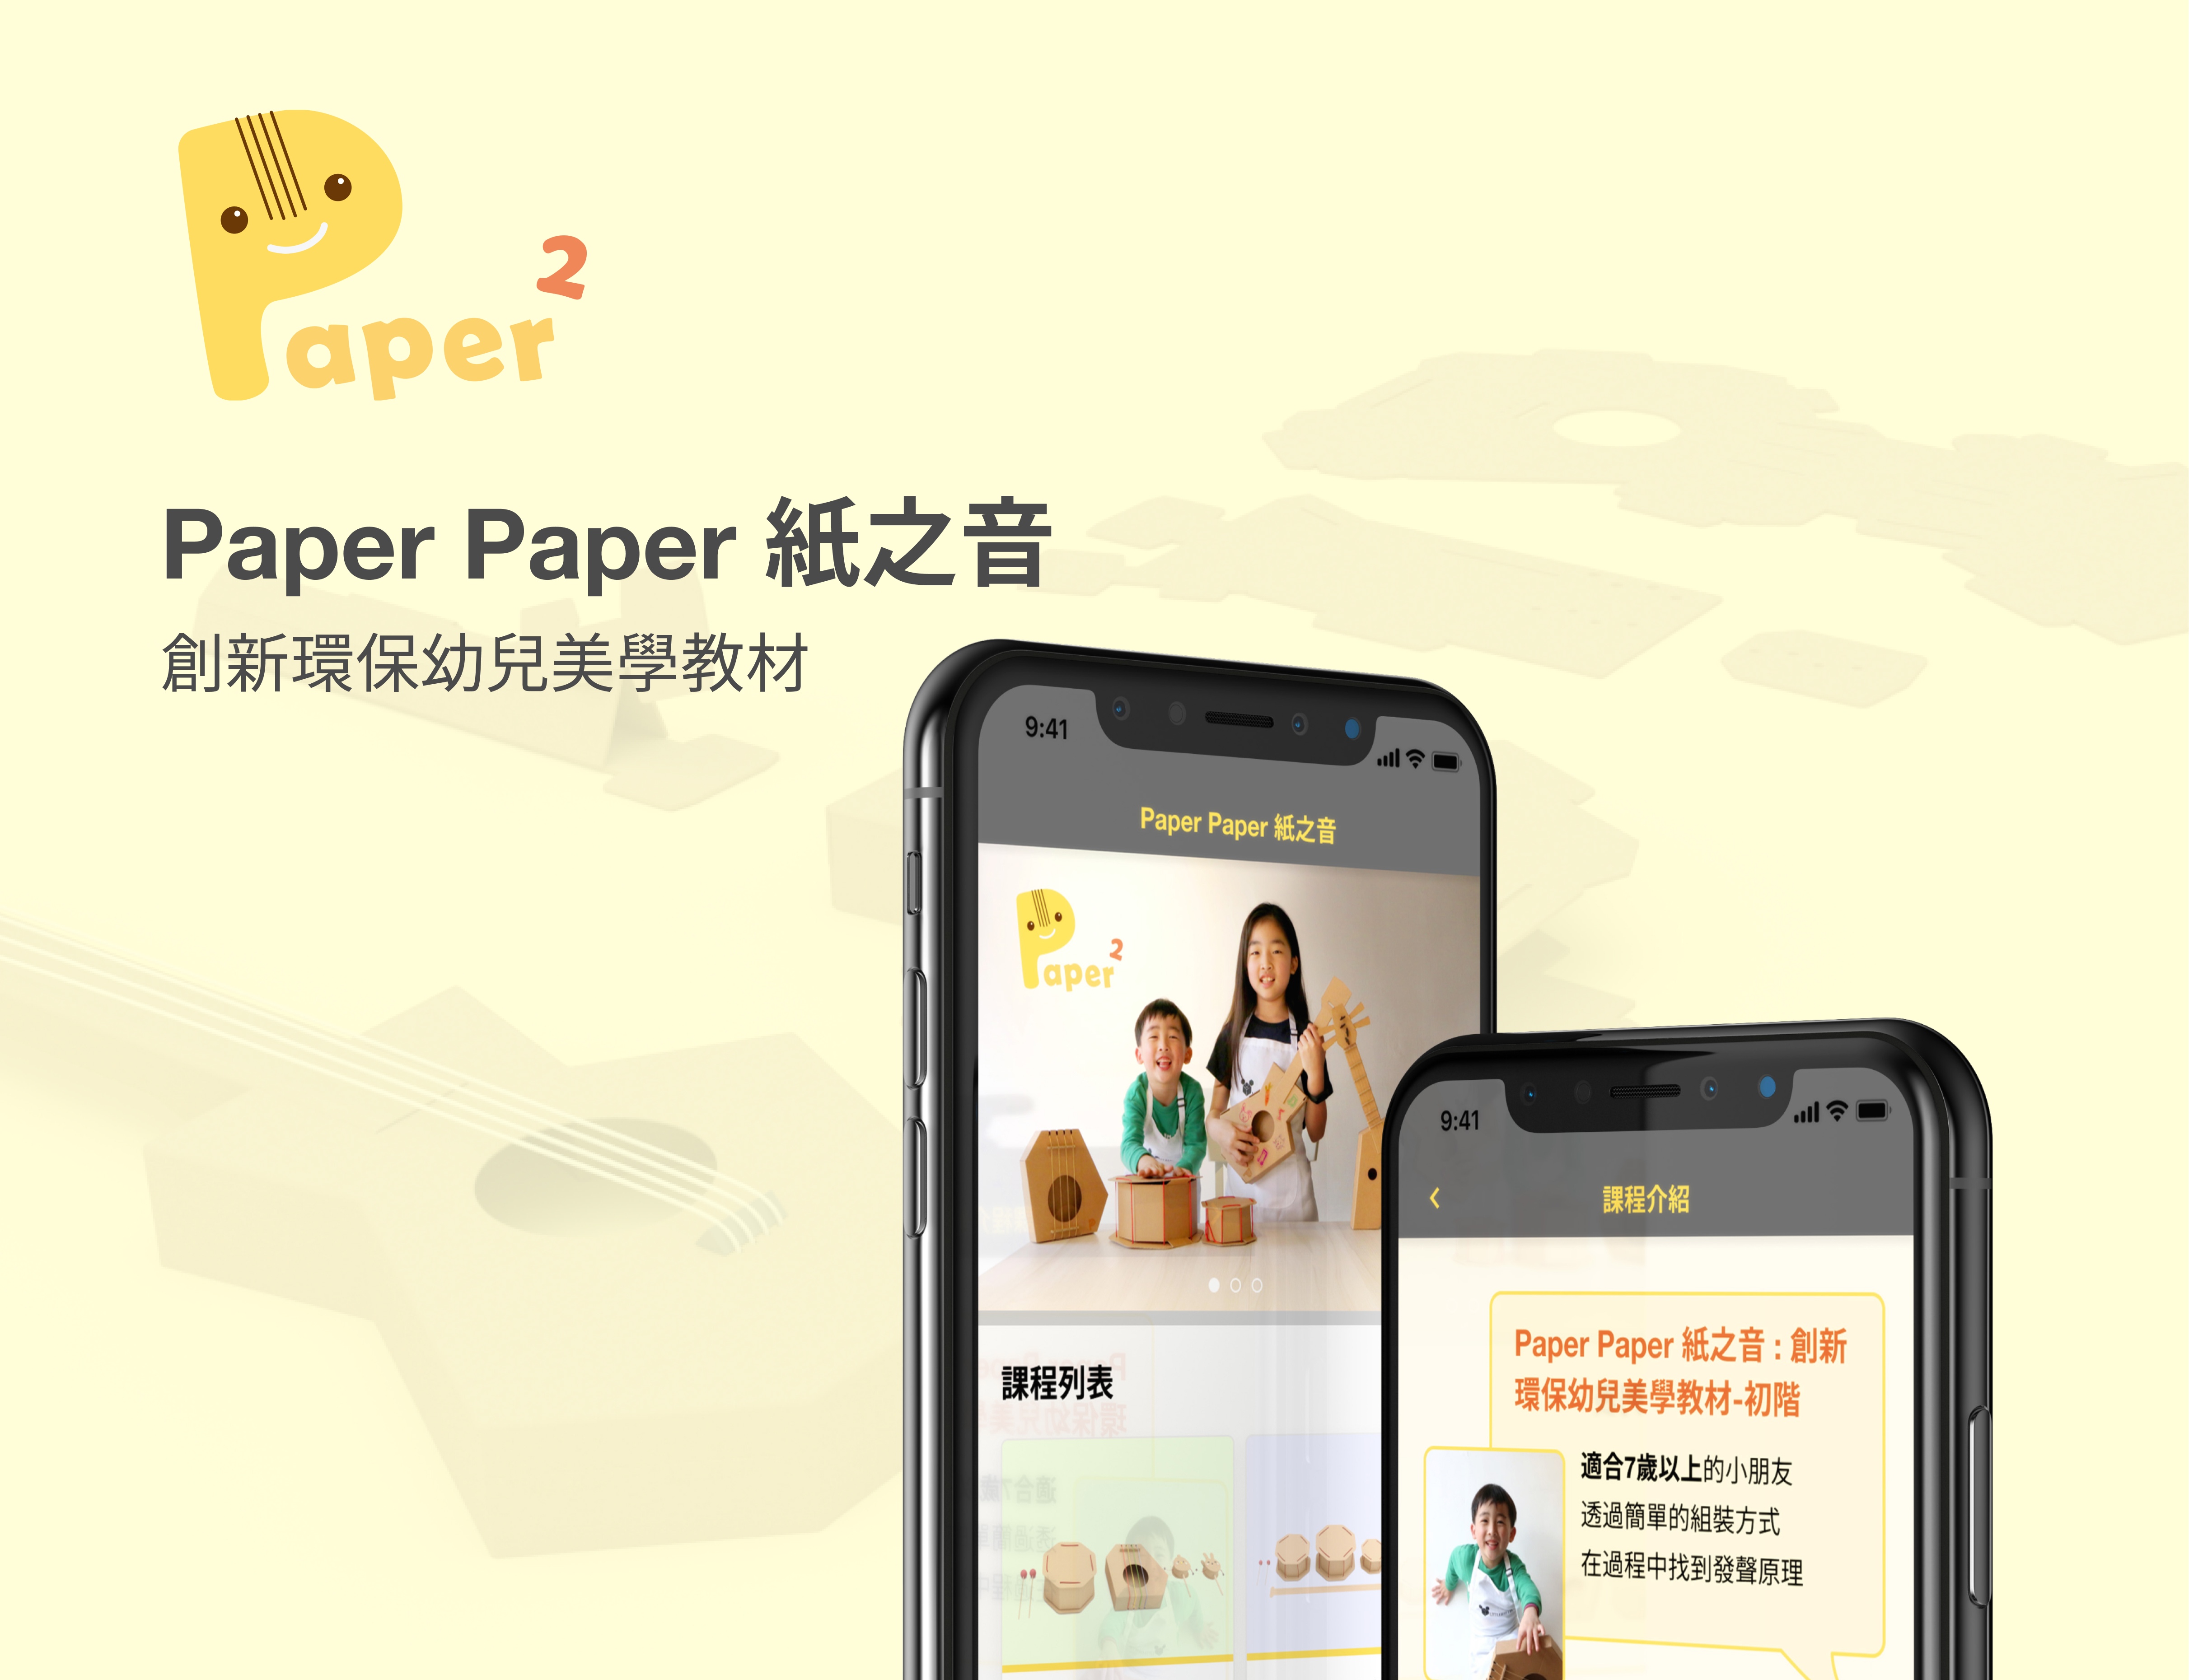 Paper²
Paper Paper 紙之音
創新環保幼兒美學教材
9:41
Paper Paper 紙之音
Paper²
課程列表
9:41
課程介紹
Paper Paper 紙之音 : 創新
環保幼兒美學教材-初階
適合7歲以上的小朋友
透過簡單的組裝方式
在過程中找到發聲原理